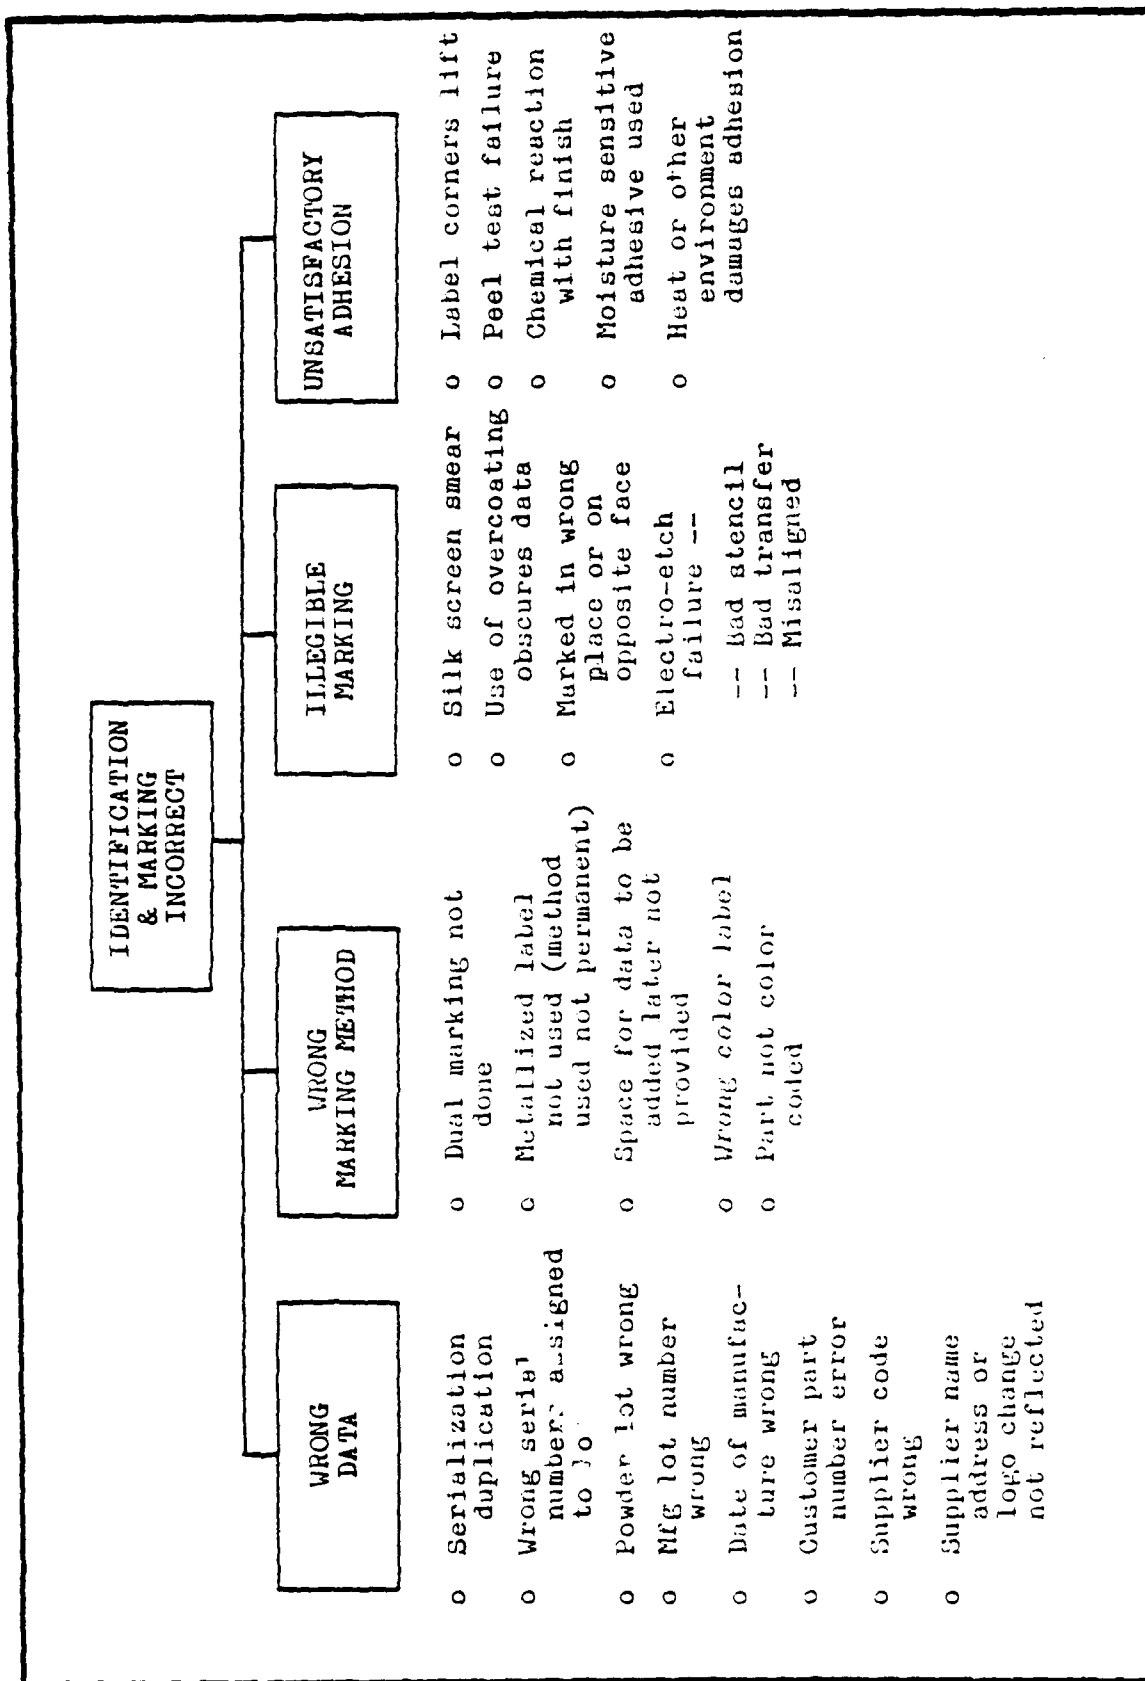 IDENTIFICATION
& MARKING
INCORRECT
WRONG
DATA
o Serialization
duplication
o Wrong serial
numbers assigned
to
o Powder lot wrong
o Mfg lot number
wrong
o Date of manufac-
ture wrong
o Customer part
number error
o Supplier code
wrong
o Supplier name
address or
logo change
not reflected
WRONG
MARKING METHOD
o Dual marking not
done
o Metallized label
not used (method
used not permanent)
o Space for data to be
added later not
provided
o Wrong color label
o Part not color
coded
ILLEGIBLE
MARKING
o Silk screen smear
o Use of overcoating
obscures data
o Marked in wrong
place or on
opposite face
o Electro-etch
failure --
-- Bad stencil
-- Bad transfer
-- Misaligned
UNSATISFACTORY
ADHESION
o Label corners lift
o Peel test failure
o Chemical reaction
with finish
o Moisture sensitive
adhesive used
o Heat or other
environment
damages adhesion